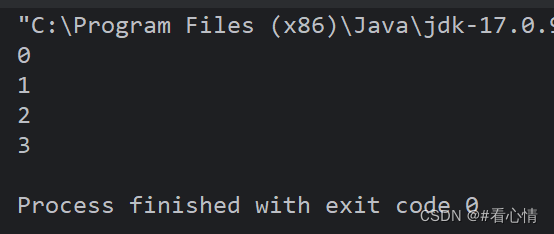 "C:\Program Files (x86)\Java\jdk-17.0.9
0
1
2
3
Process finished with exit code 0
CSDN @#看心情